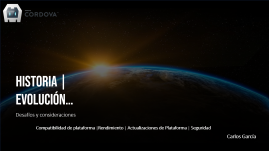 CORDOVA
HISTORIA |
EVOLUCIÓN...
Desafíos y consideraciones
Compatibilidad de plataforma |Rendimiento | Actualizaciones de Plataforma | Seguridad
Carlos García